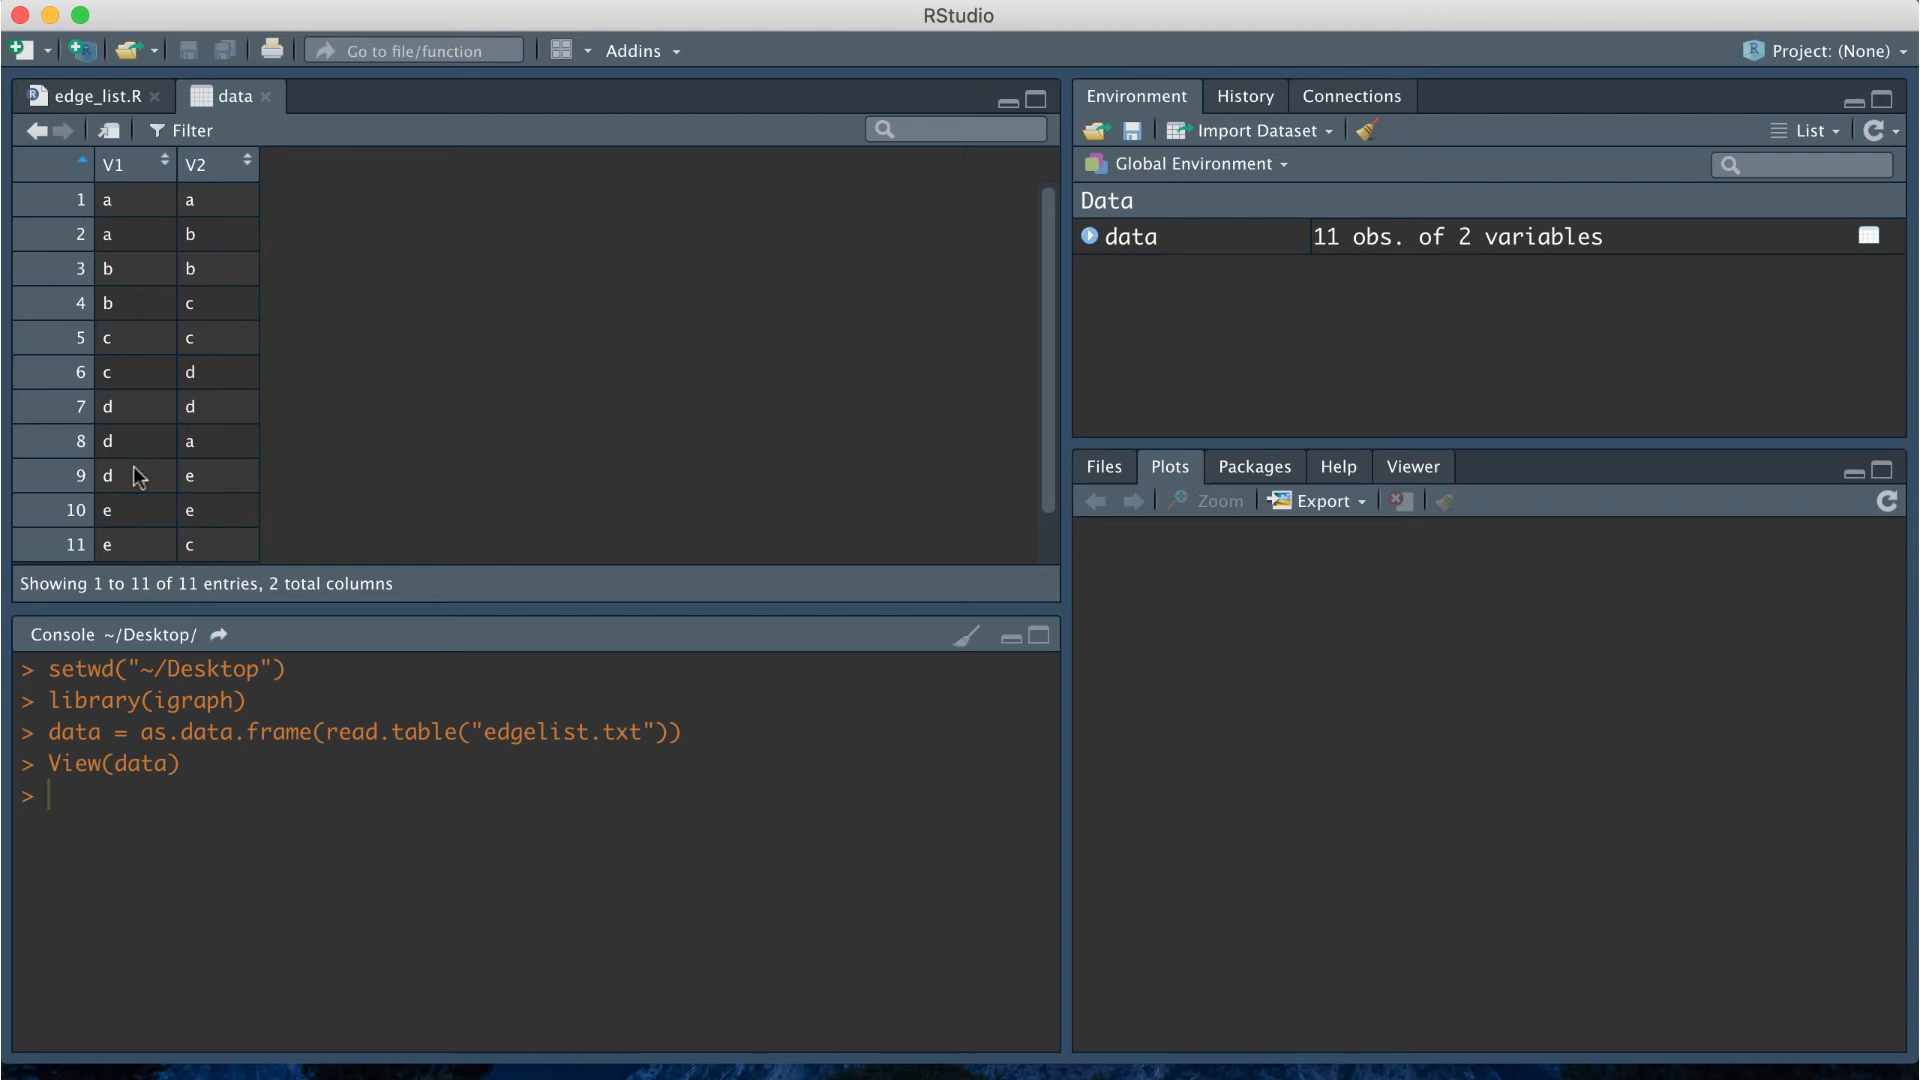 RStudio
Go to file/function
Addins
Project: (None)
edge_list.R
data
Filter
V1 V2
1 a a
2 a b
3 b b
4 b c
5 c c
6 c d
7 d d
8 d a
9 d e
10 e e
11 e c
Showing 1 to 11 of 11 entries, 2 total columns
Console ~/Desktop/
> setwd("~/Desktop")
> library(igraph)
> data = as.data.frame(read.table("edgelist.txt"))
> View(data)
>
Environment History Connections
Import Dataset
List
Global Environment
Data
data 11 obs. of 2 variables
Files Plots Packages Help Viewer
Zoom Export